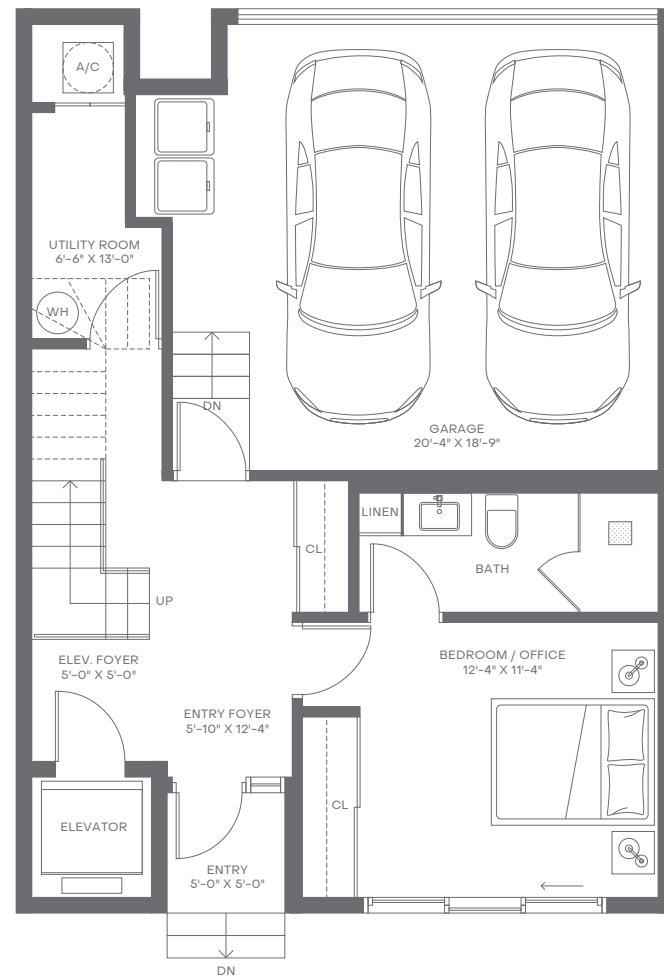 A/C
UTILITY ROOM
6'-6" X 13'-0"
WH
DN
GARAGE
20'-4" X 18'-9"
LINEN
CL
BATH
UP
ELEV. FOYER
5'-0" X 5'-0"
BEDROOM / OFFICE
12'-4" X 11'-4"
ENTRY FOYER
5'-10" X 12'-4"
CL
ELEVATOR
ENTRY
5'-0" X 5'-0"
DN